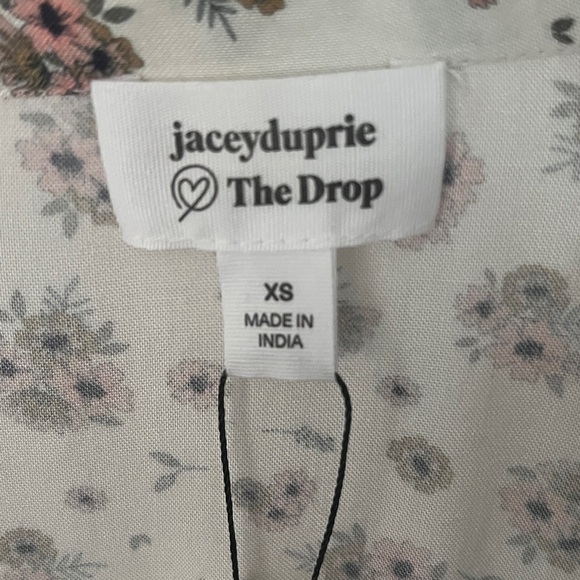 jaceyduprie
The Drop
XS
MADE IN
INDIA